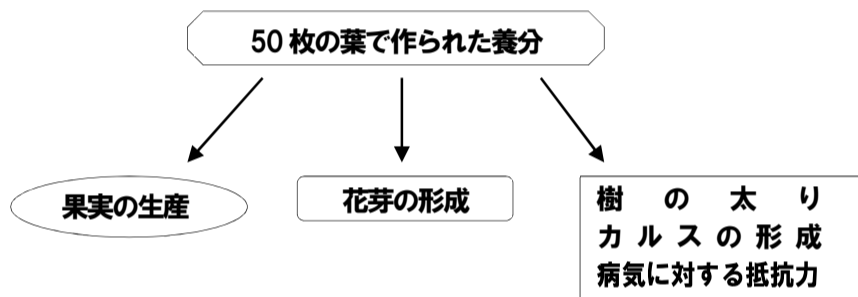 50枚の葉で作られた養分
果実の生産
花芽の形成
樹の太り
カルスの形成
病気に対する抵抗力